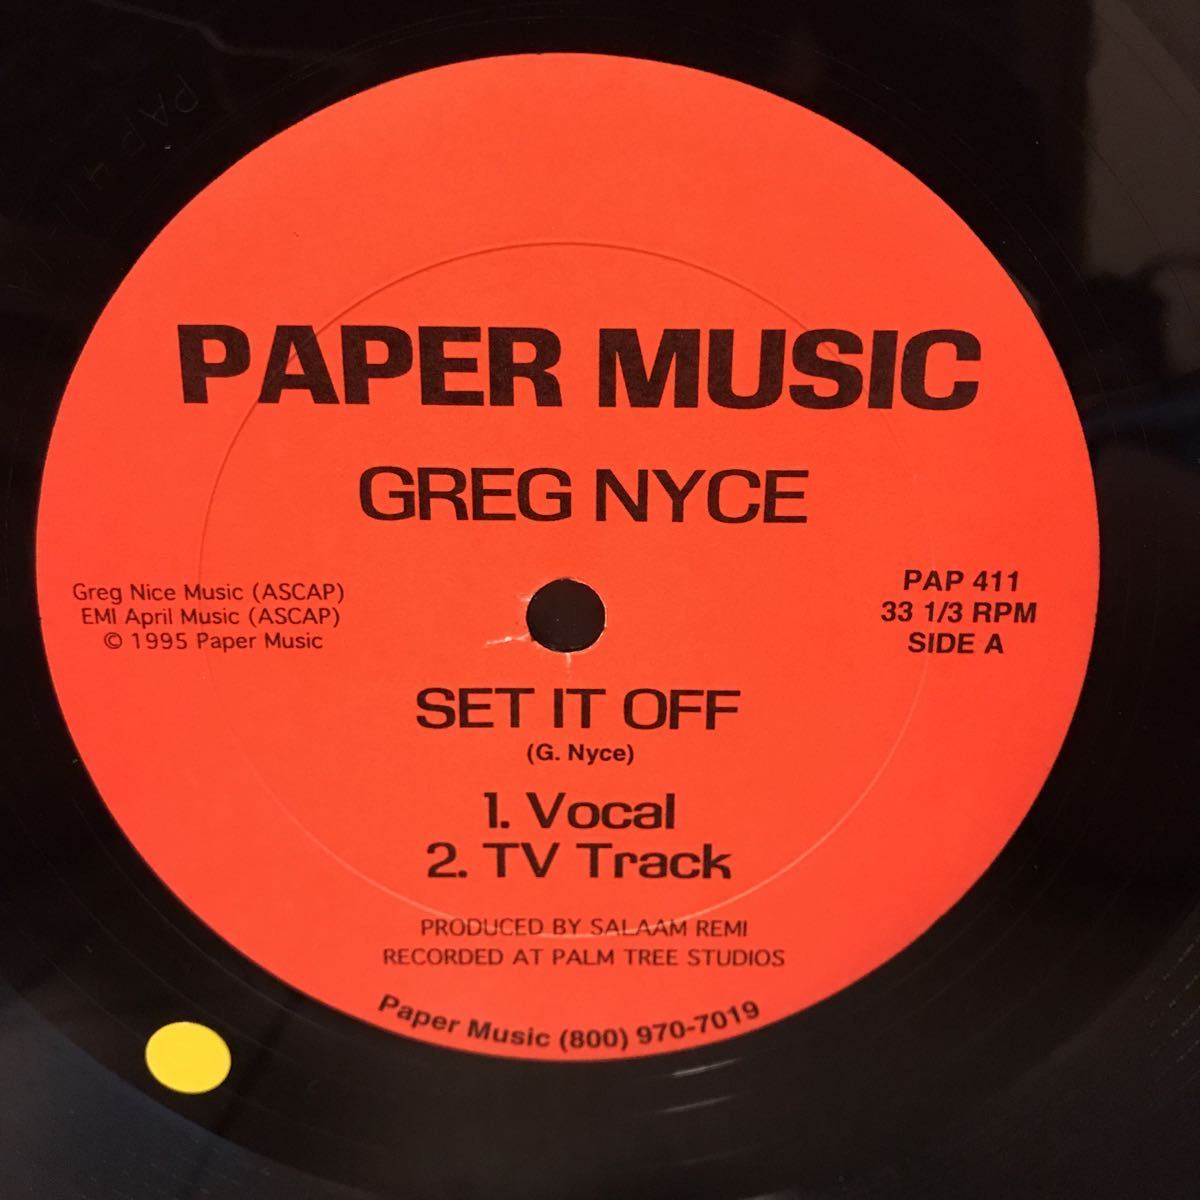 PAPER MUSIC
GREG NYCE
Greg Nice Music (ASCAP)
EMI April Music (ASCAP)
© 1995 Paper Music
PAP 411
33 1/3 RPM
SIDE A
SET IT OFF
(G. Nyce)
1. Vocal
2. TV Track
PRODUCED BY SALAAM REMI
RECORDED AT PALM TREE STUDIOS
Paper Music (800) 970-7019